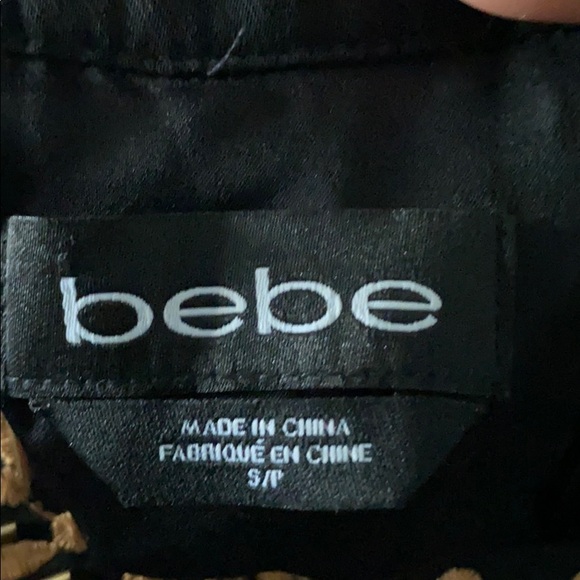 bebe
MADE IN CHINA
FABRIQUÉ EN CHINE
S/P